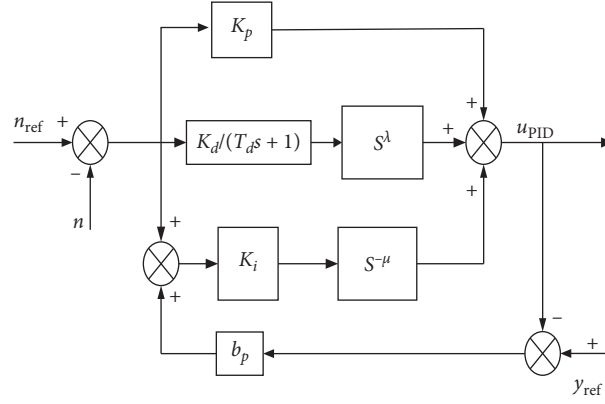 K_p
n_ref
+
+
u_PID
K_d/(T_d s + 1)
S^λ
+
−
n
+
+
K_i
S^{−μ}
+
b_p
−
+
y_ref